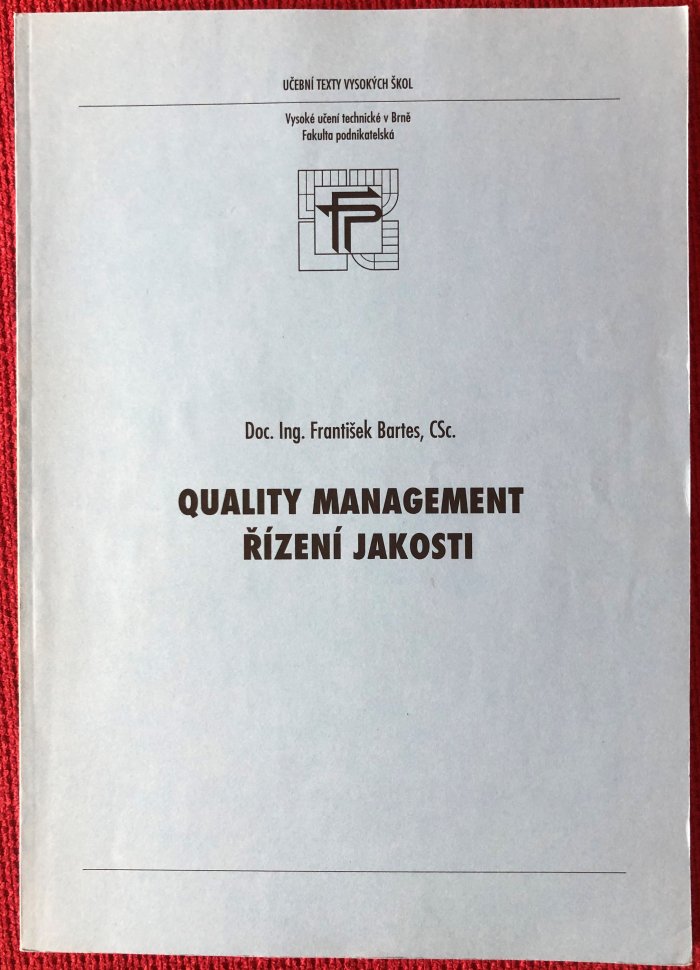 UČEBNÍ TEXTY VYSOKÝCH ŠKOL
Vysoké učení technické v Brně
Fakulta podnikatelská
FP
Doc. Ing. František Bartes, CSc.
QUALITY MANAGEMENT
ŘÍZENÍ JAKOSTI